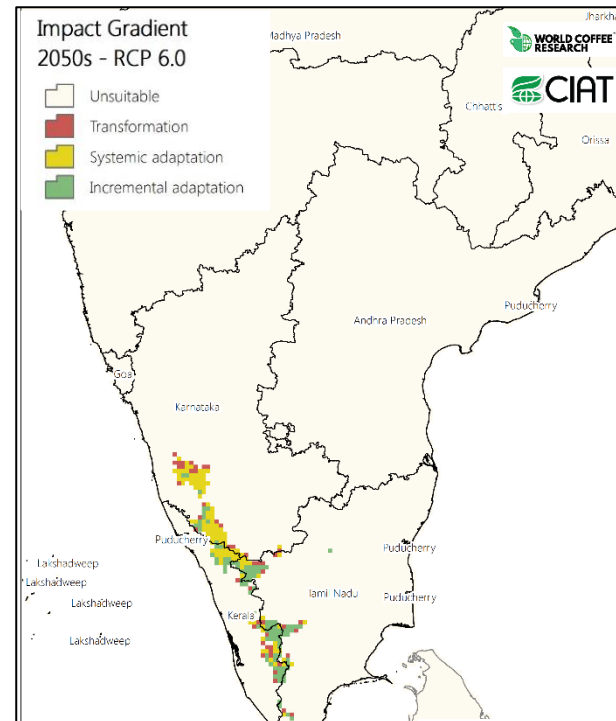 Impact Gradient
2050s - RCP 6.0
Unsuitable
Transformation
Systemic adaptation
Incremental adaptation
Madhya Pradesh
Jharkha
WORLD COFFEE
RESEARCH
CIAT
Chhattis
Orissa
Puducherry
Andhra Pradesh
Goa
Karnataka
Puducherry
Puducherry
Lakshadweep
Lakshadweep
Tamil Nadu
Lakshadweep
Puducherry
Kerala
Lakshadweep